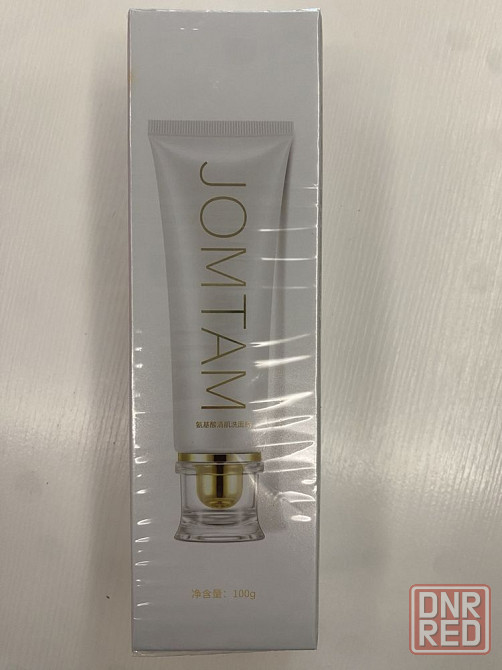 JOMTAM
净含量：100g
DNR
RED